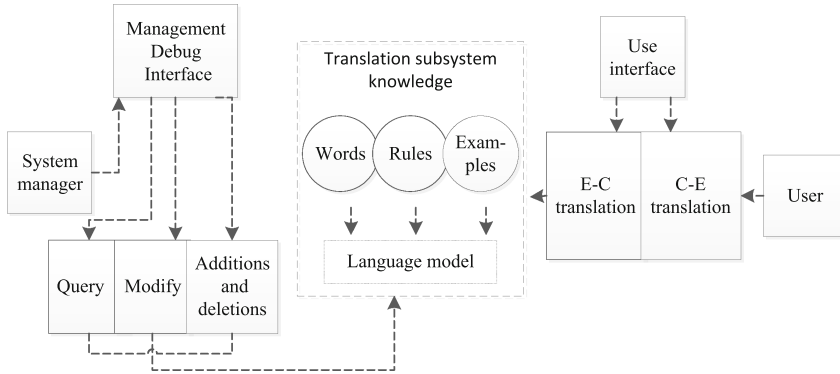 Management
Debug
Interface
System
manager
Query
Modify
Additions
and
deletions
Translation subsystem
knowledge
Words
Rules
Exam-
ples
Language model
Use
interface
E-C
translation
C-E
translation
User